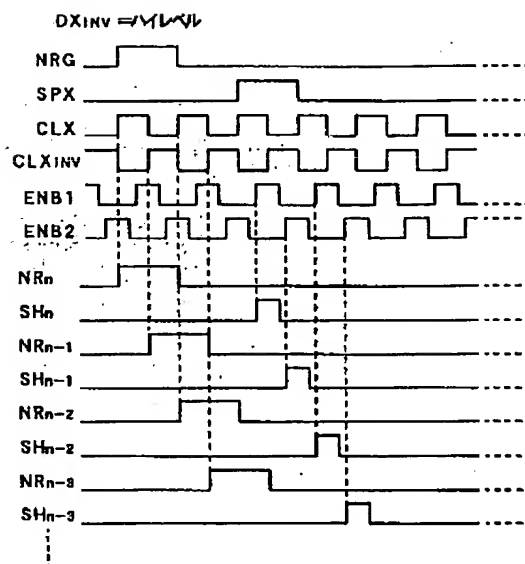 DXINV =ハイレベル
NRG
SPX
CLX
CLXINV
ENB1
ENB2
NRn
SHn
NRn-1
SHn-1
NRn-2
SHn-2
NRn-3
SHn-3